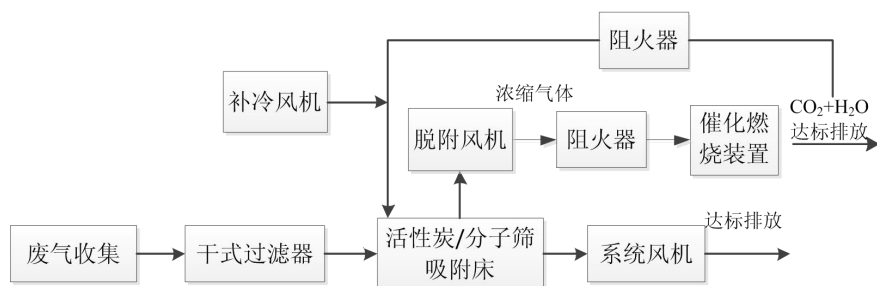 阻火器
补冷风机
浓缩气体
CO₂+H₂O
达标排放
脱附风机
阻火器
催化燃
烧装置
废气收集
干式过滤器
活性炭/分子筛
吸附床
系统风机
达标排放